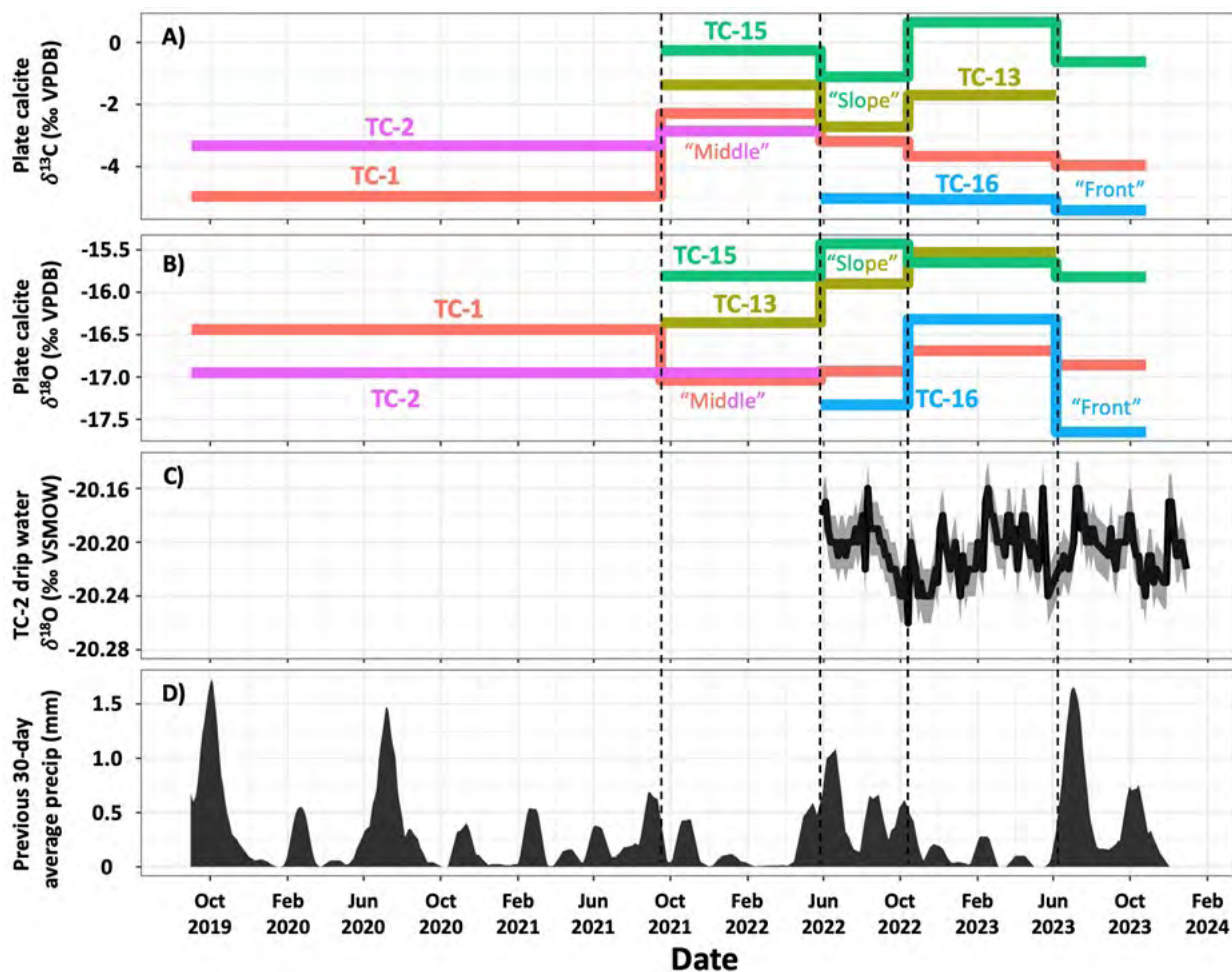 A)
Plate calcite
δ¹³C (‰ VPDB)
0
-2
-4
TC-15
TC-13
"Slope"
TC-2
"Middle"
TC-1
TC-16
"Front"
B)
Plate calcite
δ¹⁸O (‰ VPDB)
-15.5
-16.0
-16.5
-17.0
-17.5
TC-15
"Slope"
TC-1
TC-13
TC-2
"Middle"
TC-16
"Front"
C)
TC-2 drip water
δ¹⁸O (‰ VSMOW)
-20.16
-20.20
-20.24
-20.28
D)
Previous 30-day
average precip (mm)
1.5
1.0
0.5
0
Oct Feb Jun Oct Feb Jun Oct Feb Jun Oct Feb Jun Oct Feb
2019 2020 2020 2020 2021 2021 2021 2022 2022 2022 2023 2023 2023 2024
Date